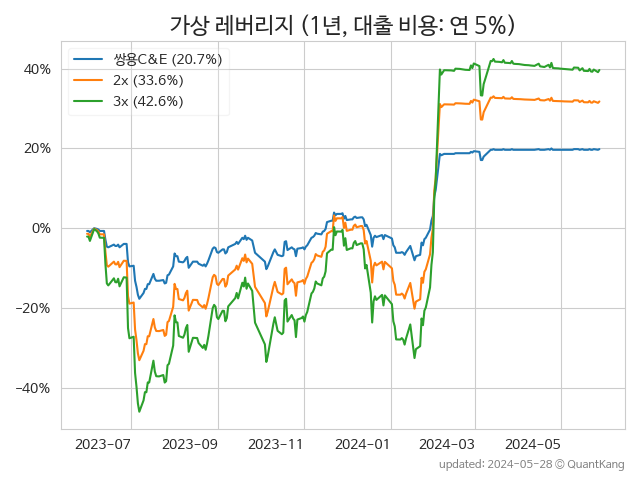 가상 레버리지 (1년, 대출 비용: 연 5%)
쌍용C&E (20.7%)
2x (33.6%)
3x (42.6%)
40%
20%
0%
−20%
−40%
2023-07
2023-09
2023-11
2024-01
2024-03
2024-05
updated: 2024-05-28 © QuantKang